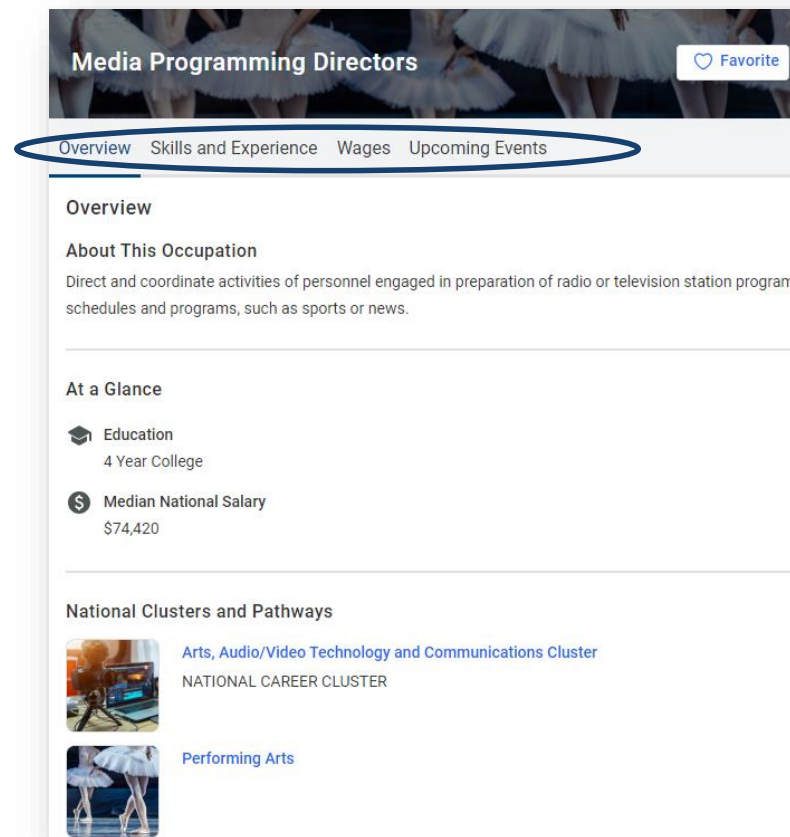 Media Programming Directors
Favorite
Overview Skills and Experience Wages Upcoming Events
Overview
About This Occupation
Direct and coordinate activities of personnel engaged in preparation of radio or television station program
schedules and programs, such as sports or news.
At a Glance
Education
4 Year College
$
Median National Salary
$74,420
National Clusters and Pathways
Arts, Audio/Video Technology and Communications Cluster
NATIONAL CAREER CLUSTER
Performing Arts